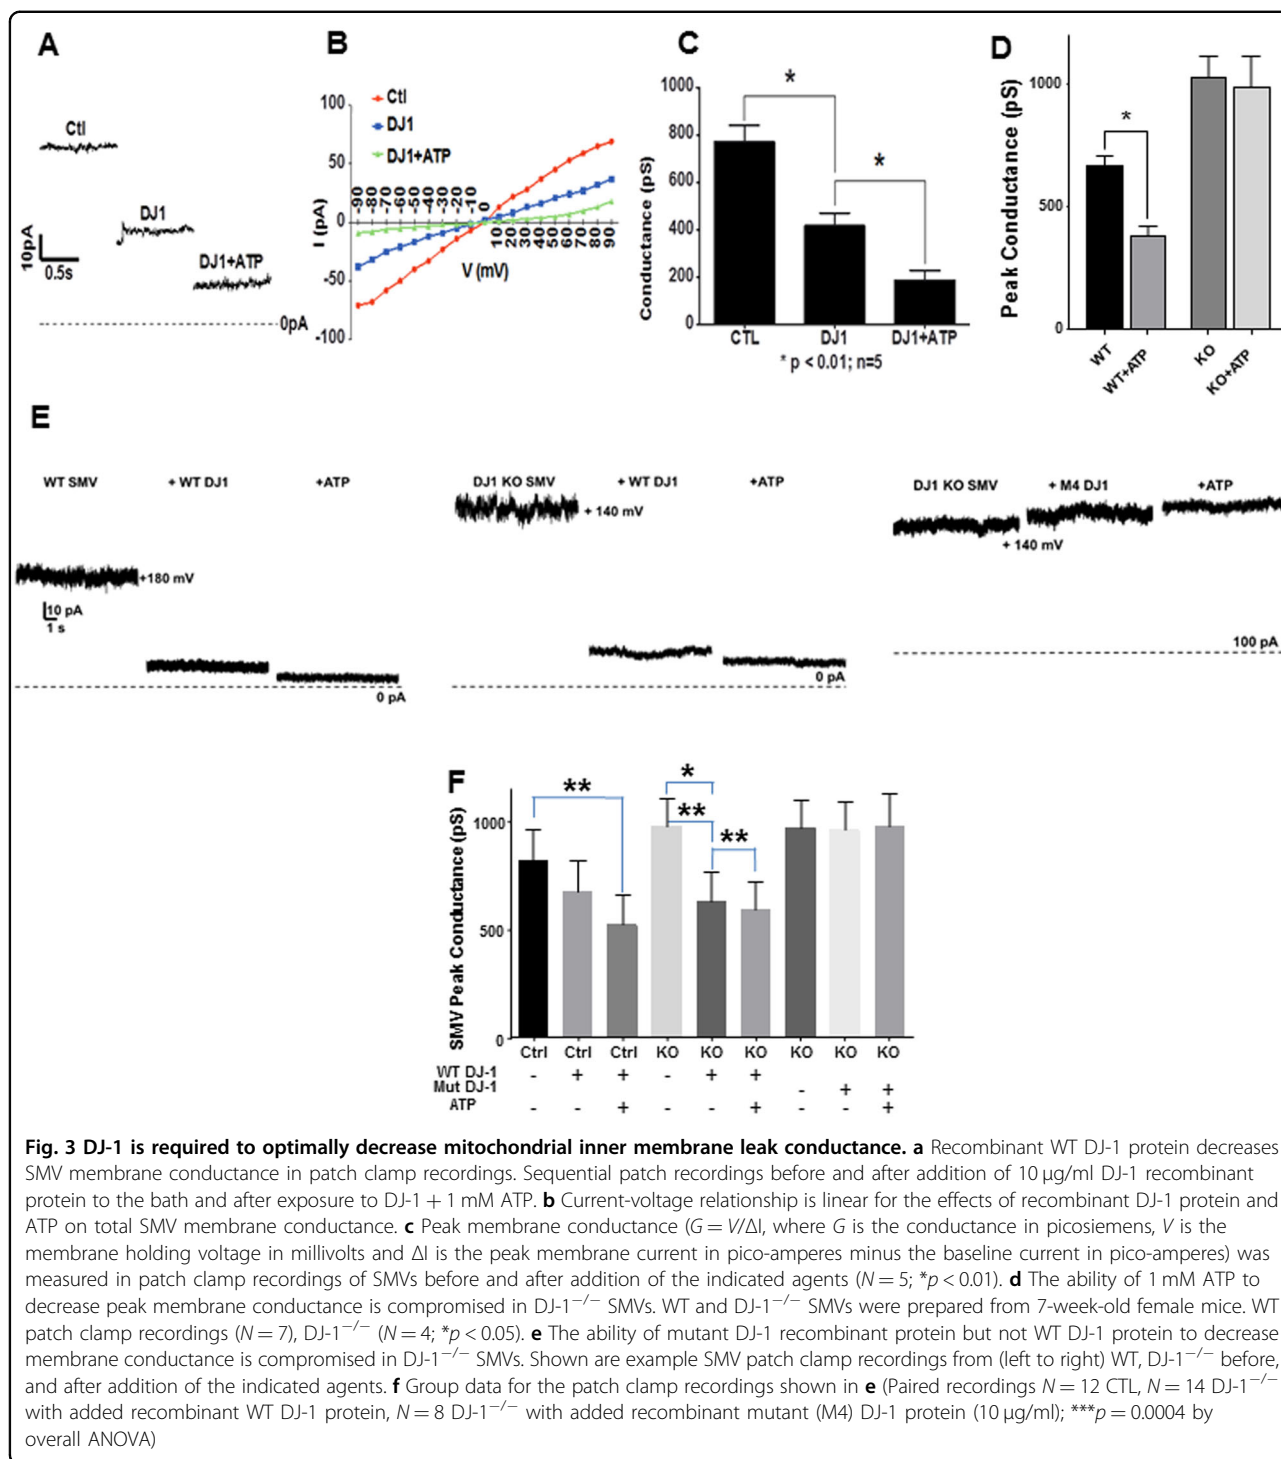 A
Ctl
DJ1
DJ1+ATP
10pA
0.5s
0pA
B
Ctl
DJ1
DJ1+ATP
100
50
0
-50
-100
I (pA)
-90 -80 -70 -60 -50 -40 -30 -20 -10 0 10 20 30 40 50 60 70 80 90
V (mV)
C
1000
800
600
400
200
0
Conductance (pS)
*
*
CTL DJ1 DJ1+ATP
* p < 0.01; n=5
D
1000
500
0
Peak Conductance (pS)
*
WT WT+ATP KO KO+ATP
E
WT SMV + WT DJ1 +ATP
+180 mV
10 pA
1 s
0 pA
DJ1 KO SMV + WT DJ1 +ATP
+ 140 mV
0 pA
DJ1 KO SMV + M4 DJ1 +ATP
+ 140 mV
100 pA
F
1000
500
0
SMV Peak Conductance (pS)
**
*
**
**
Ctrl Ctrl Ctrl KO KO KO KO KO KO
WT DJ-1 - + + - + +
Mut DJ-1 - + +
ATP - - + - - + - - +
Fig. 3 DJ-1 is required to optimally decrease mitochondrial inner membrane leak conductance. a Recombinant WT DJ-1 protein decreases
SMV membrane conductance in patch clamp recordings. Sequential patch recordings before and after addition of 10 µg/ml DJ-1 recombinant
protein to the bath and after exposure to DJ-1 + 1 mM ATP. b Current-voltage relationship is linear for the effects of recombinant DJ-1 protein and
ATP on total SMV membrane conductance. c Peak membrane conductance (G = V/ΔI, where G is the conductance in picosiemens, V is the
membrane holding voltage in millivolts and ΔI is the peak membrane current in pico-amperes minus the baseline current in pico-amperes) was
measured in patch clamp recordings of SMVs before and after addition of the indicated agents (N = 5; *p < 0.01). d The ability of 1 mM ATP to
decrease peak membrane conductance is compromised in DJ-1−/− SMVs. WT and DJ-1−/− SMVs were prepared from 7-week-old female mice. WT
patch clamp recordings (N = 7), DJ-1−/− (N = 4; *p < 0.05). e The ability of mutant DJ-1 recombinant protein but not WT DJ-1 protein to decrease
membrane conductance is compromised in DJ-1−/− SMVs. Shown are example SMV patch clamp recordings from (left to right) WT, DJ-1−/− before,
and after addition of the indicated agents. f Group data for the patch clamp recordings shown in e (Paired recordings N = 12 CTL, N = 14 DJ-1−/−
with added recombinant WT DJ-1 protein, N = 8 DJ-1−/− with added recombinant mutant (M4) DJ-1 protein (10 µg/ml); ***p = 0.0004 by
overall ANOVA)